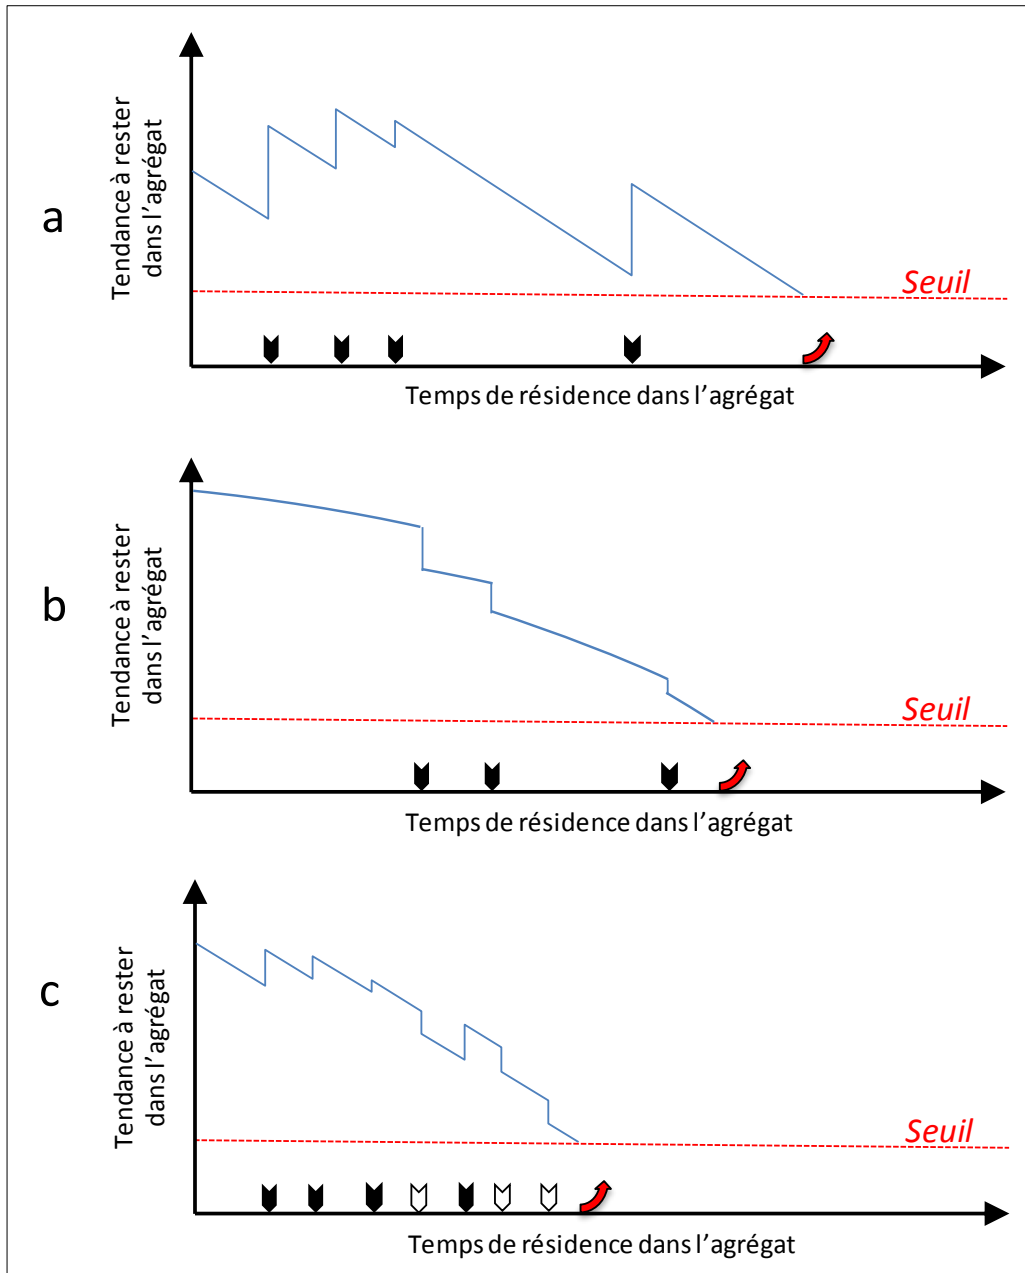 a
Tendance à rester
dans l'agrégat
Seuil
Temps de résidence dans l'agrégat
b
Tendance à rester
dans l'agrégat
Seuil
Temps de résidence dans l'agrégat
c
Tendance à rester
dans l'agrégat
Seuil
Temps de résidence dans l'agrégat